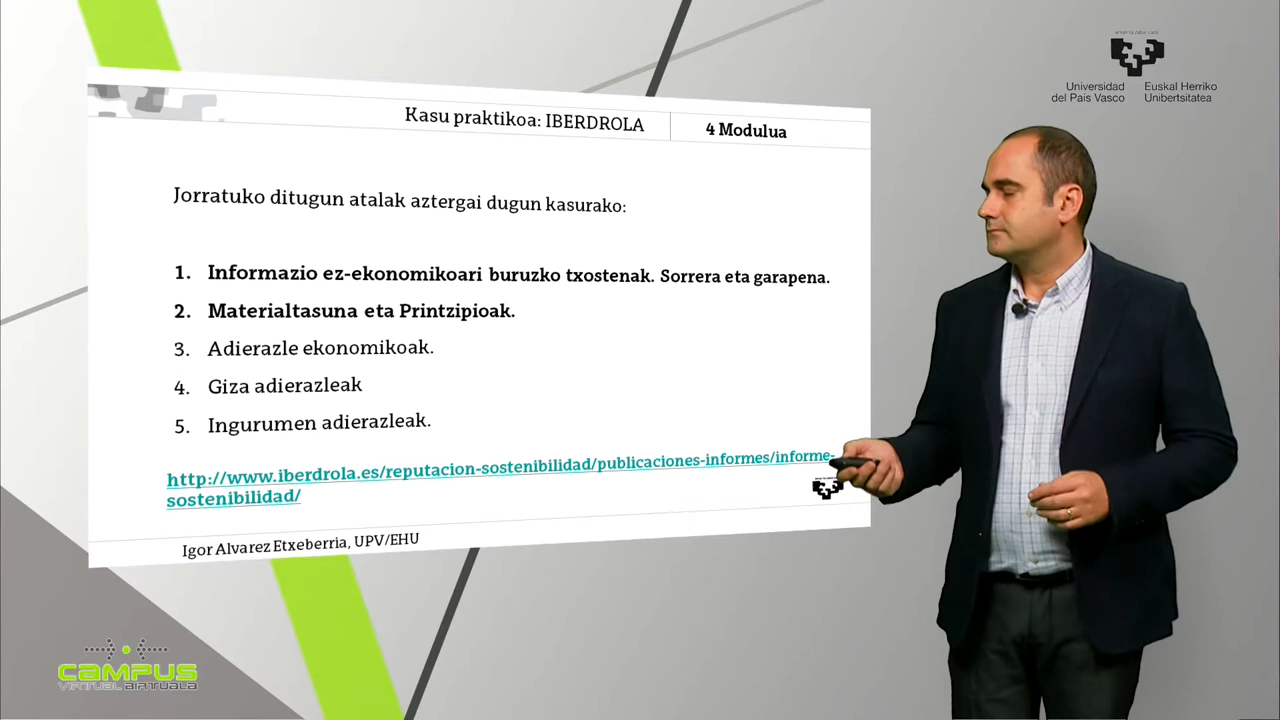 Universidad
del País Vasco
Euskal Herriko
Unibertsitatea
Kasu praktikoa: IBERDROLA
4 Modulua
Jorratuko ditugun atalak aztergai dugun kasurako:
1. Informazio ez-ekonomikoari buruzko txostenak. Sorrera eta garapena.
2. Materialtasuna eta Printzipioak.
3. Adierazle ekonomikoak.
4. Giza adierazleak
5. Ingurumen adierazleak.
http://www.iberdrola.es/reputacion-sostenibilidad/publicaciones-informes/informe-
sostenibilidad/
Igor Alvarez Etxeberria, UPV/EHU
CAMPUS
VIRTUAL BIRTUALA